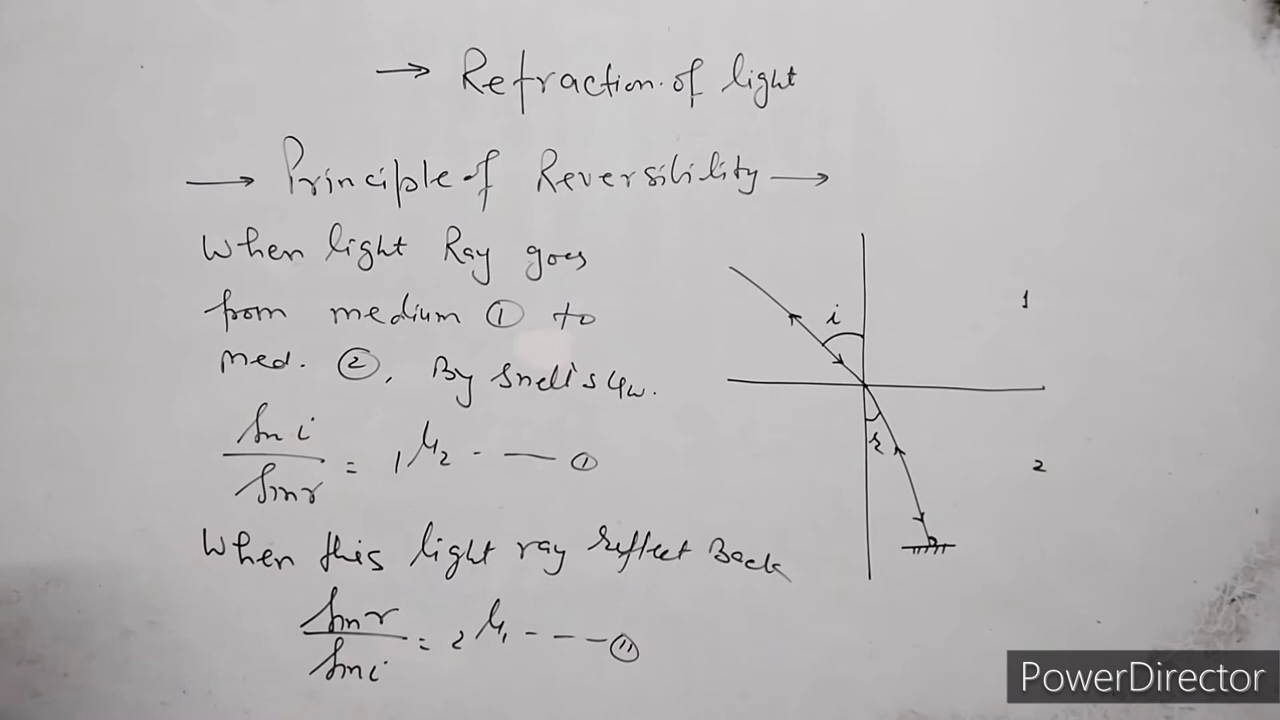 → Refraction of light
→ Principle of Reversibility →
When light Ray goes
from medium ① to
med. ②, By snell's law.
Sin i / Sin r = ₁μ₂ - — ①
When this light ray reflect Back
Sin r / Sin i = ₂μ₁ - - - - ⑪
i
1
r
2
PowerDirector